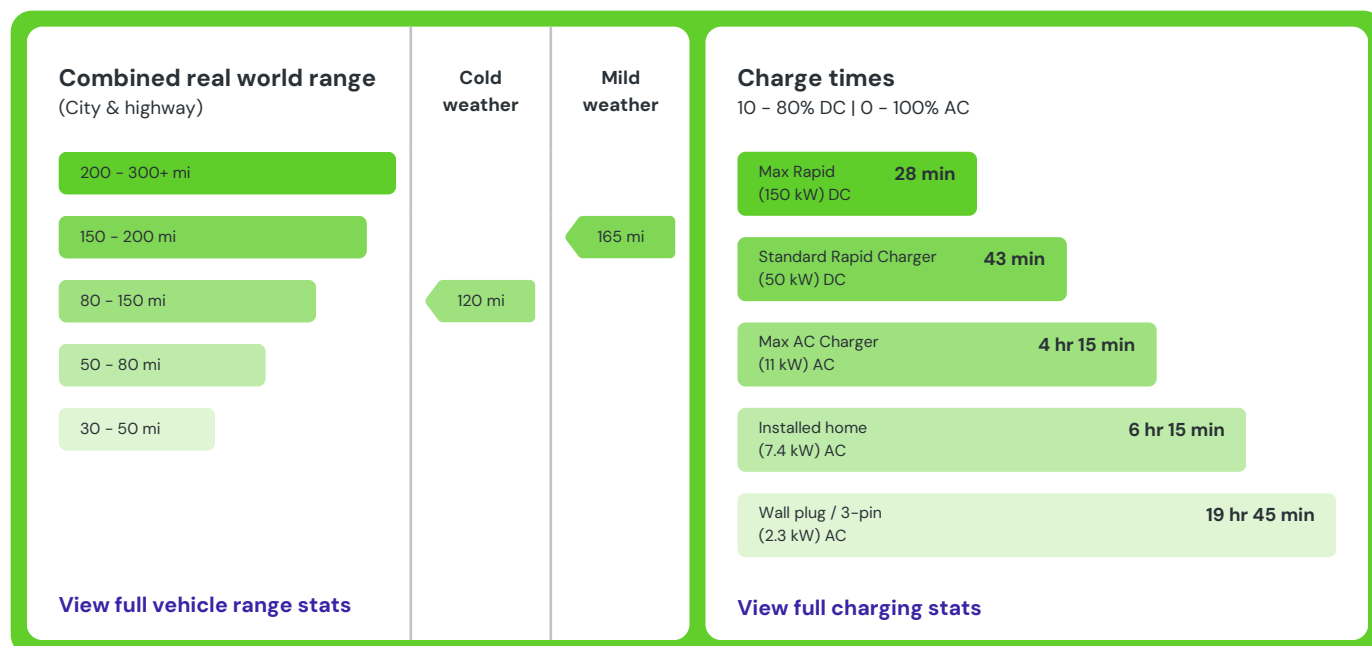 Combined real world range
(City & highway)
Cold
weather
Mild
weather
200 - 300+ mi
150 - 200 mi
165 mi
80 - 150 mi
120 mi
50 - 80 mi
30 - 50 mi
View full vehicle range stats
Charge times
10 - 80% DC | 0 - 100% AC
Max Rapid
(150 kW) DC
28 min
Standard Rapid Charger
(50 kW) DC
43 min
Max AC Charger
(11 kW) AC
4 hr 15 min
Installed home
(7.4 kW) AC
6 hr 15 min
Wall plug / 3-pin
(2.3 kW) AC
19 hr 45 min
View full charging stats